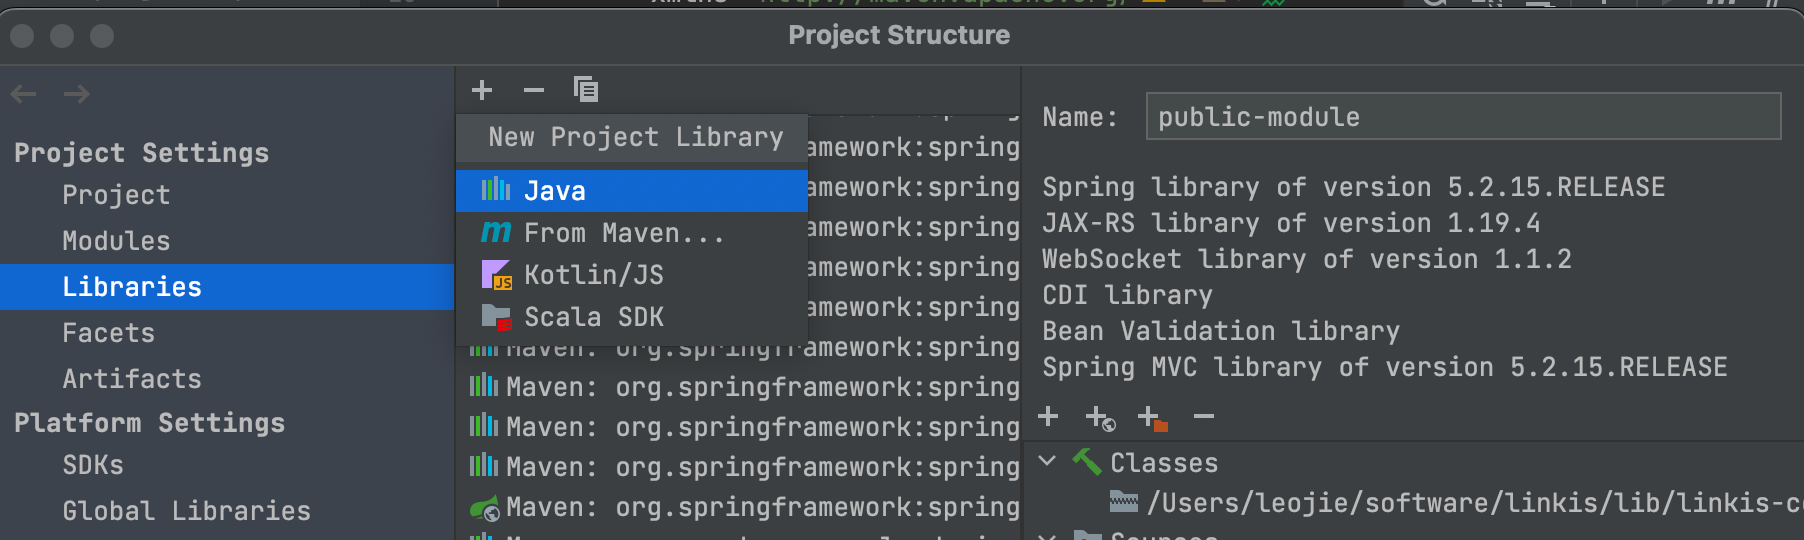 Project Structure
Project Settings
Project
Modules
Libraries
Facets
Artifacts
Platform Settings
SDKs
Global Libraries
New Project Library
Java
From Maven...
Kotlin/JS
Scala SDK
amework:spring
amework:spring
amework:spring
amework:spring
amework:spring
Maven: org.springframework:spring
Maven: org.springframework:spring
Maven: org.springframework:spring
Maven: org.springframework:spring
Maven: org.springframework:spring
Name: public-module
Spring library of version 5.2.15.RELEASE
JAX-RS library of version 1.19.4
WebSocket library of version 1.1.2
CDI library
Bean Validation library
Spring MVC library of version 5.2.15.RELEASE
Classes
/Users/leojie/software/linkis/lib/linkis-c
Sources